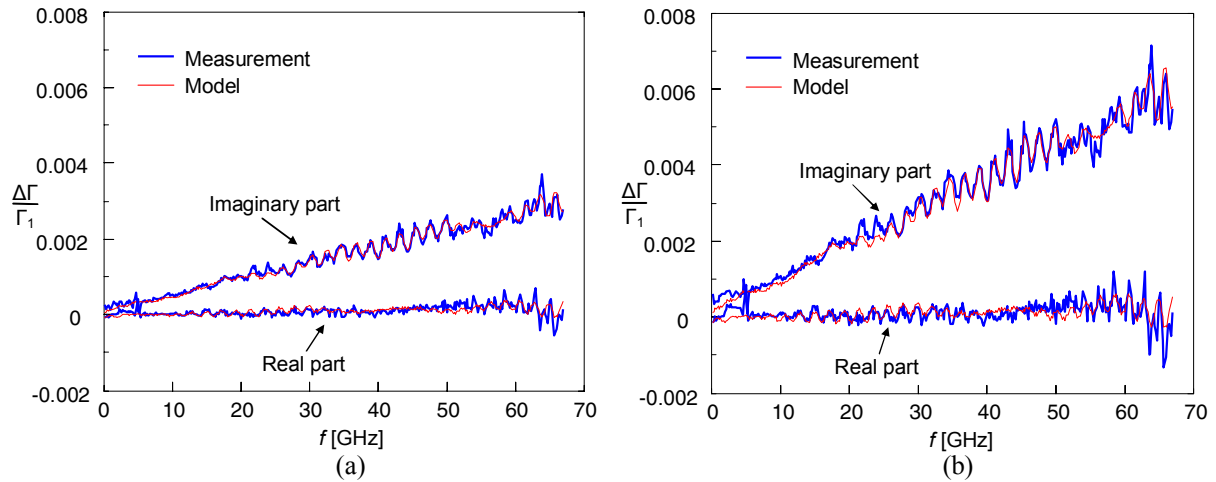 0.008
0.006
0.004
0.002
0
-0.002
ΔΓ
Γ1
Measurement
Model
Imaginary part
Real part
0 10 20 30 40 50 60 70
f [GHz]
(a)
0.008
0.006
0.004
0.002
0
-0.002
ΔΓ
Γ1
Measurement
Model
Imaginary part
Real part
0 10 20 30 40 50 60 70
f [GHz]
(b)